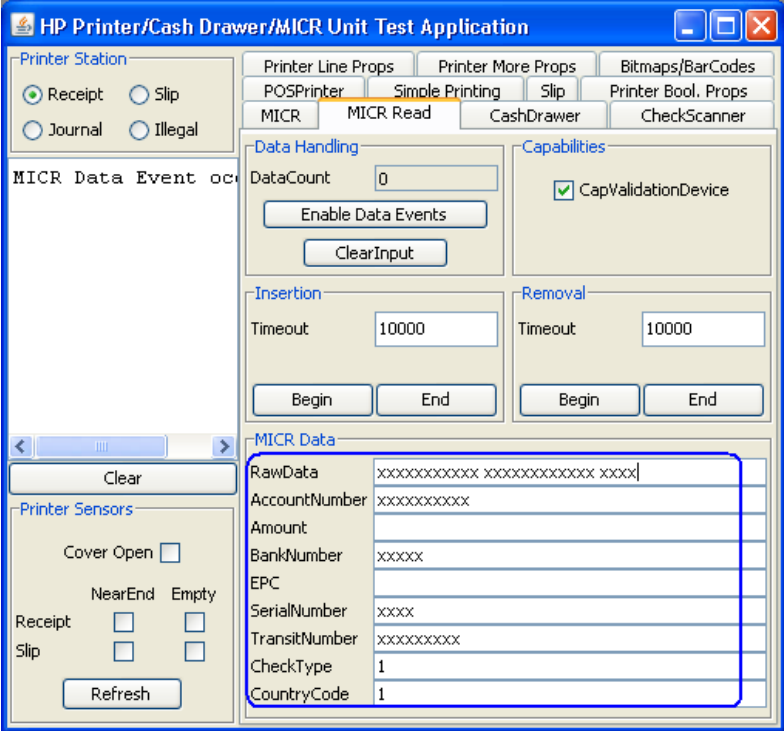 HP Printer/Cash Drawer/MICR Unit Test Application
Printer Station
Receipt Slip
Journal Illegal
MICR Data Event occ
Clear
Printer Sensors
Cover Open
NearEnd Empty
Receipt
Slip
Refresh
Printer Line Props Printer More Props Bitmaps/BarCodes
POSPrinter Simple Printing Slip Printer Bool. Props
MICR MICR Read CashDrawer CheckScanner
Data Handling
DataCount 0
Enable Data Events
ClearInput
Capabilities
CapValidationDevice
Insertion
Timeout 10000
Begin End
Removal
Timeout 10000
Begin End
MICR Data
RawData xxxxxxxxxxx xxxxxxxxxxxx xxxx
AccountNumber xxxxxxxxxx
Amount
BankNumber xxxxx
EPC
SerialNumber xxxx
TransitNumber xxxxxxxxx
CheckType 1
CountryCode 1